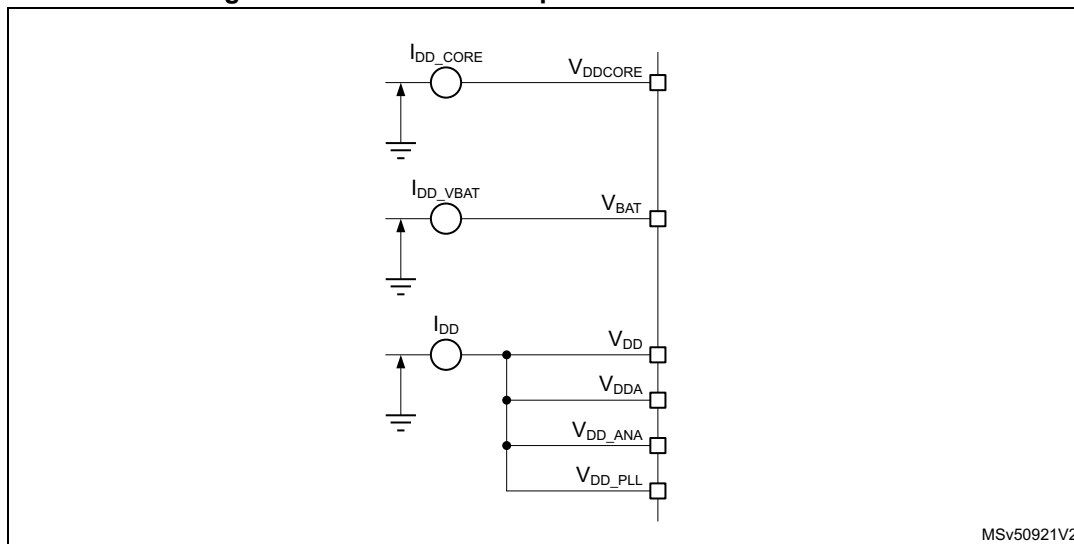 I_DD_CORE
V_DDCORE
I_DD_VBAT
V_BAT
I_DD
V_DD
V_DDA
V_DD_ANA
V_DD_PLL
MSv50921V2